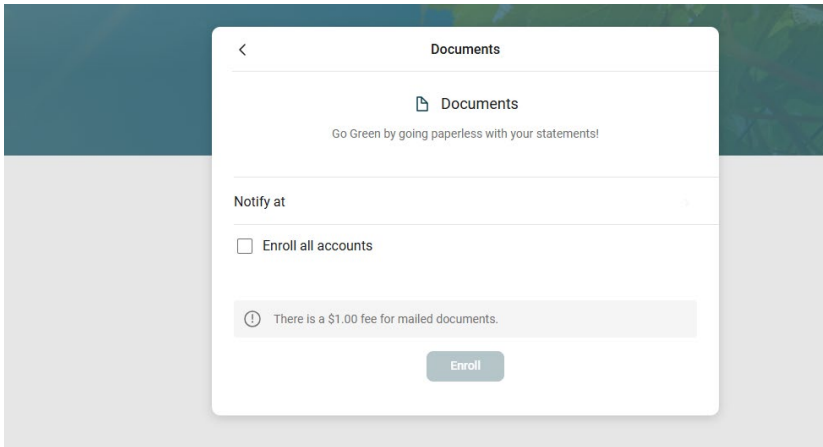 Documents
Documents
Go Green by going paperless with your statements!
Notify at
Enroll all accounts
There is a $1.00 fee for mailed documents.
Enroll